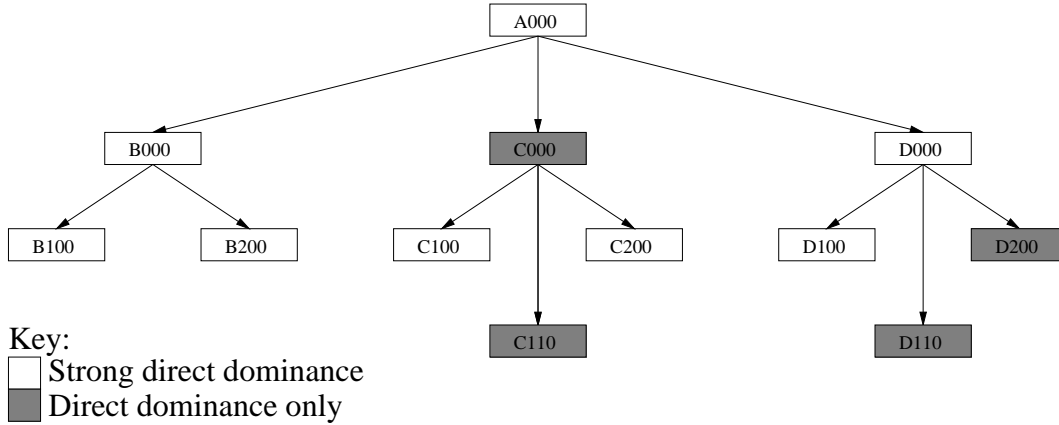 A000
B000 C000 D000
B100 B200 C100 C200 D100 D200
C110 D110
Key:
Strong direct dominance
Direct dominance only